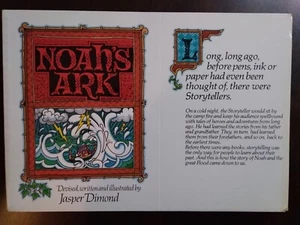 NOAH'S
ARK
Devised, written and illustrated by
Jasper Dimond
Long, long ago,
before pens, ink or
paper had even been
thought of, there were
Storytellers.
On a cold night, the Storyteller would sit by
the camp fire and keep his audience spellbound
with tales of heroes and adventures from long
ago. He had learned the stories from his father
and grandfather. They, in turn, had learned
them from their forefathers, and so on, back to
the earliest times.
Before there were any books, storytelling was
the only way for people to learn about their
past. And this is how the story of Noah and the
great flood came down to us.